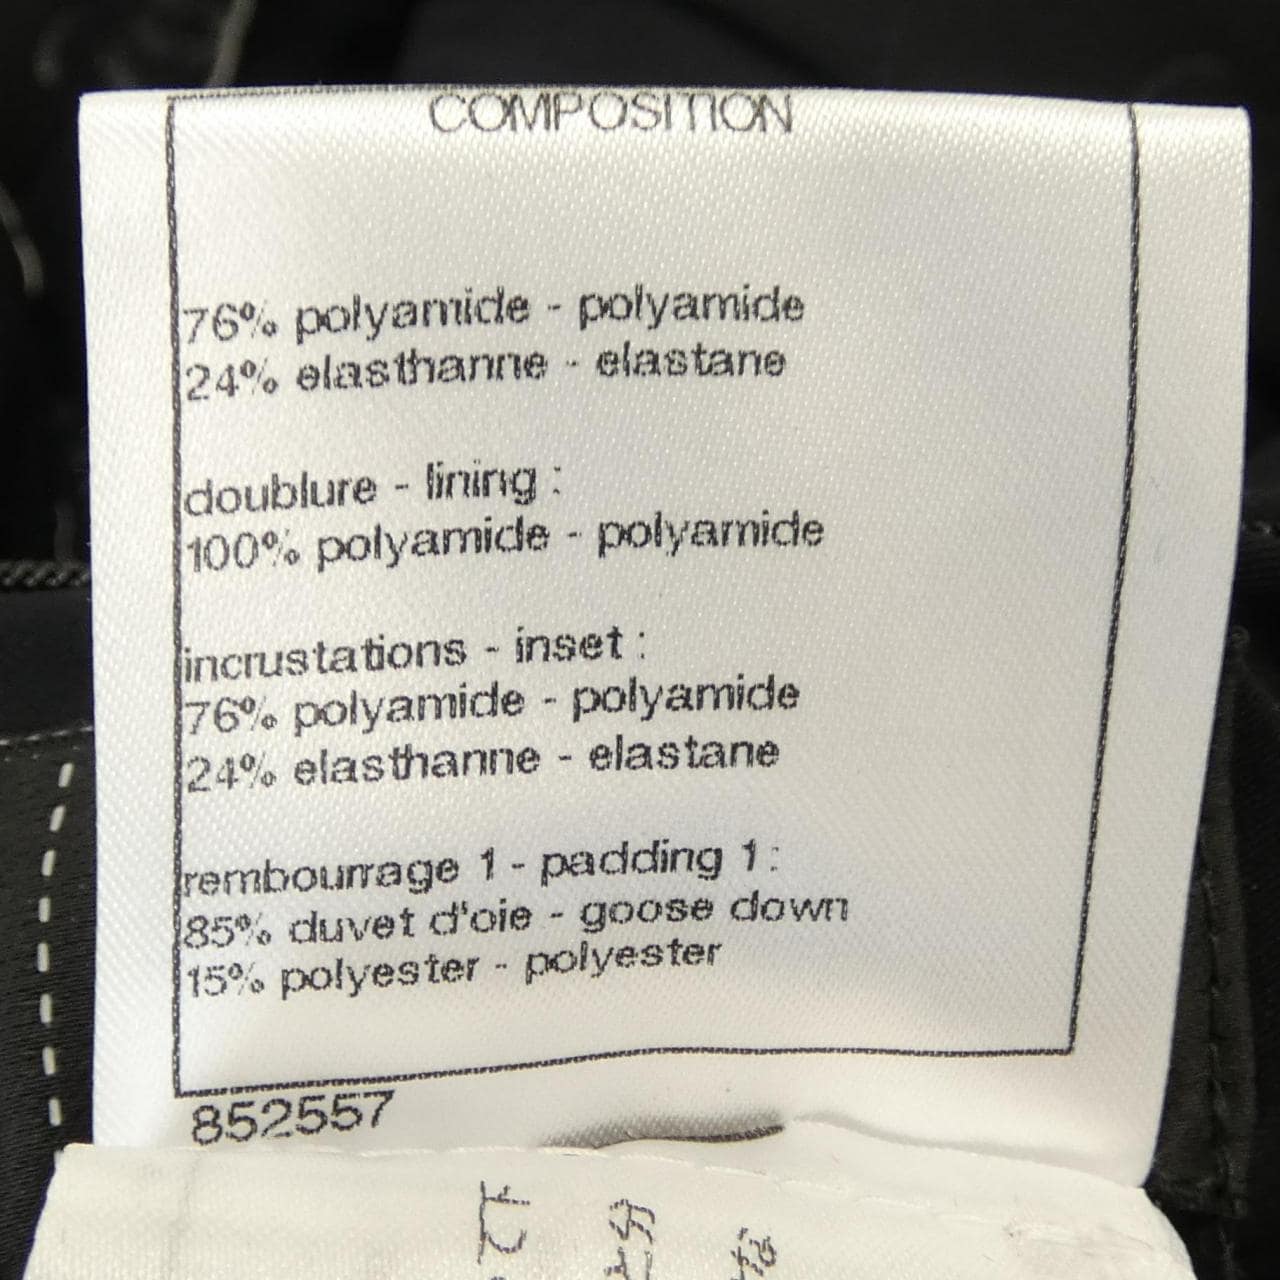 COMPOSITION
76% polyamide - polyamide
24% elasthanne - elastane
doublure - lining :
100% polyamide - polyamide
incrustations - inset :
76% polyamide - polyamide
24% elasthanne - elastane
rembourrage 1 - padding 1 :
85% duvet d'oie - goose down
15% polyester - polyester
852557